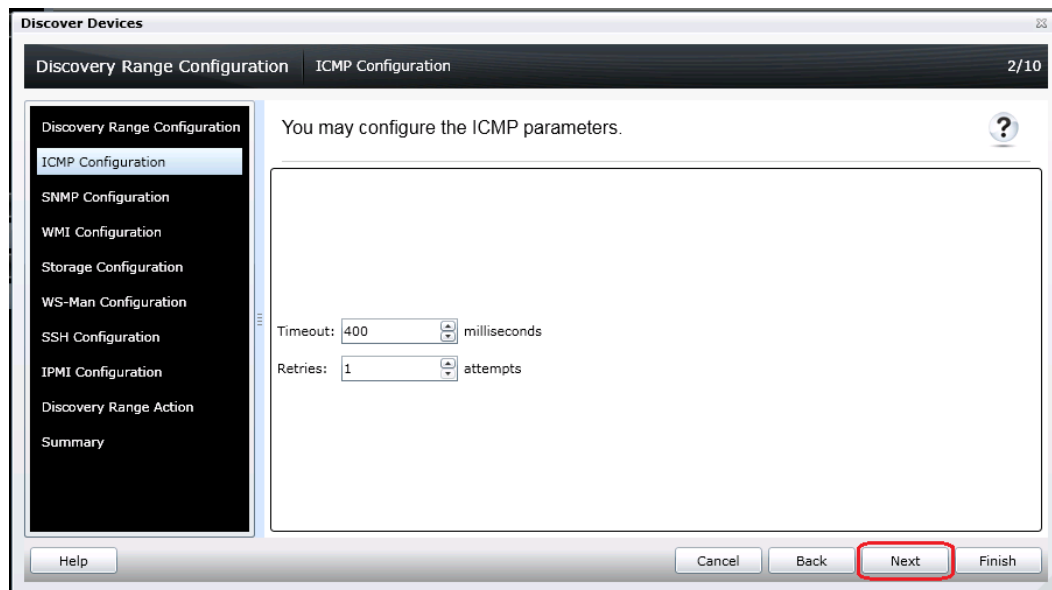 Discover Devices
Discovery Range Configuration ICMP Configuration 2/10
Discovery Range Configuration
ICMP Configuration
SNMP Configuration
WMI Configuration
Storage Configuration
WS-Man Configuration
SSH Configuration
IPMI Configuration
Discovery Range Action
Summary
You may configure the ICMP parameters. ?
Timeout: 400 milliseconds
Retries: 1 attempts
Help Cancel Back Next Finish